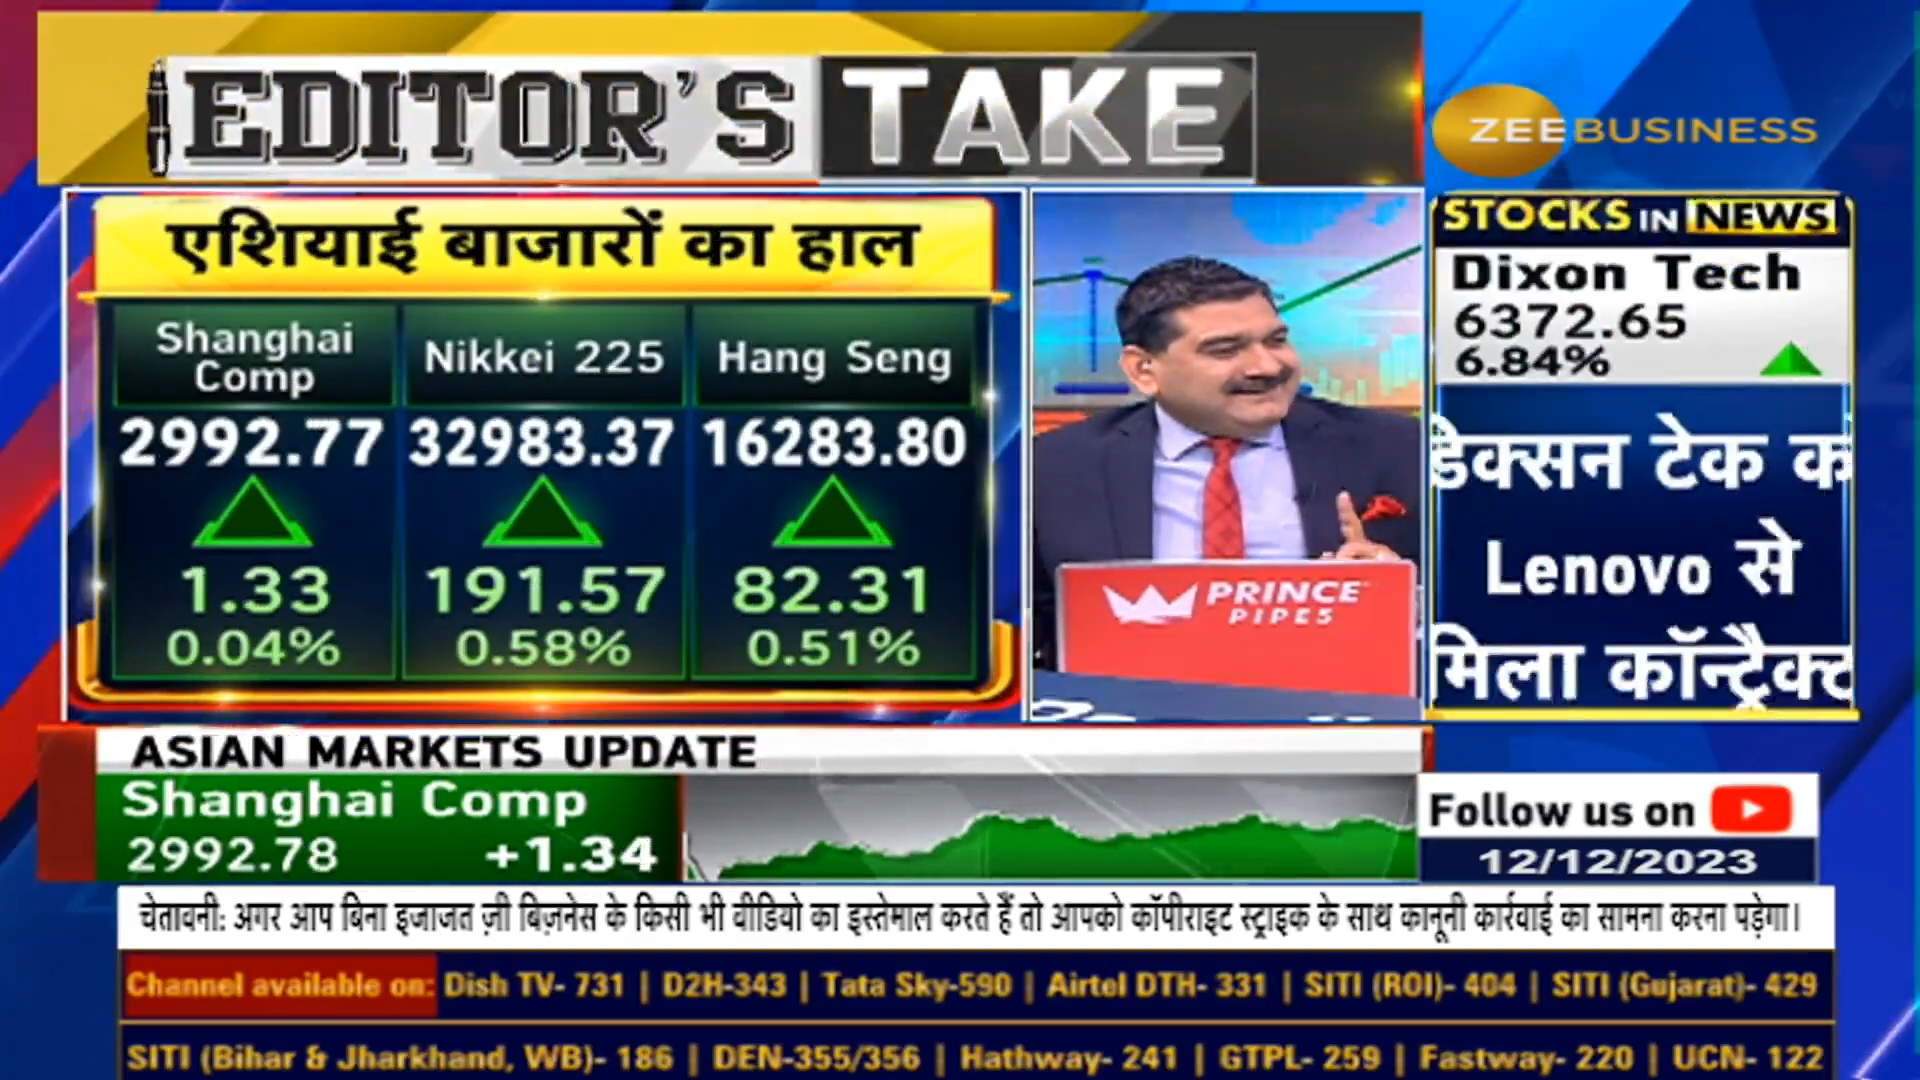 EDITOR'S TAKE
ZEEBUSINESS
एशियाई बाजारों का हाल
Shanghai Comp
Nikkei 225
Hang Seng
2992.77
32983.37
16283.80
1.33
191.57
82.31
0.04%
0.58%
0.51%
PRINCE
PIPES
STOCKS IN NEWS
Dixon Tech
6372.65
6.84%
डिक्सन टेक को
Lenovo से
मिला कॉन्ट्रैक्ट
ASIAN MARKETS UPDATE
Shanghai Comp
2992.78 +1.34
Follow us on
12/12/2023
चेतावनी: अगर आप बिना इजाजत ज़ी बिज़नेस के किसी भी वीडियो का इस्तेमाल करते हैं तो आपको कॉपीराइट स्ट्राइक के साथ कानूनी कार्रवाई का सामना करना पड़ेगा।
Channel available on: Dish TV- 731 | D2H-343 | Tata Sky-590 | Airtel DTH- 331 | SITI (ROI)- 404 | SITI (Gujarat)- 429
SITI (Bihar & Jharkhand, WB)- 186 | DEN-355/356 | Hathway- 241 | GTPL- 259 | Fastway- 220 | UCN- 122